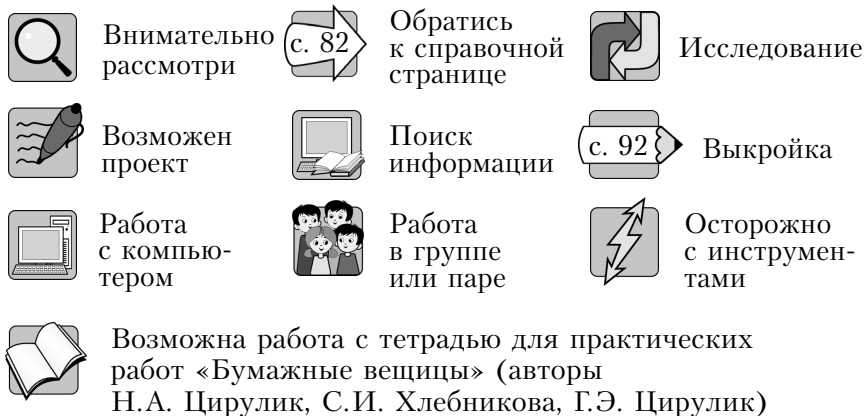 Внимательно
рассмотри
с. 82
Обратись
к справочной
странице
Исследование
Возможен
проект
Поиск
информации
с. 92
Выкройка
Работа
с компью-
тером
Работа
в группе
или паре
Осторожно
с инструмен-
тами
Возможна работа с тетрадью для практических
работ «Бумажные вещицы» (авторы
Н.А. Цирулик, С.И. Хлебникова, Г.Э. Цирулик)